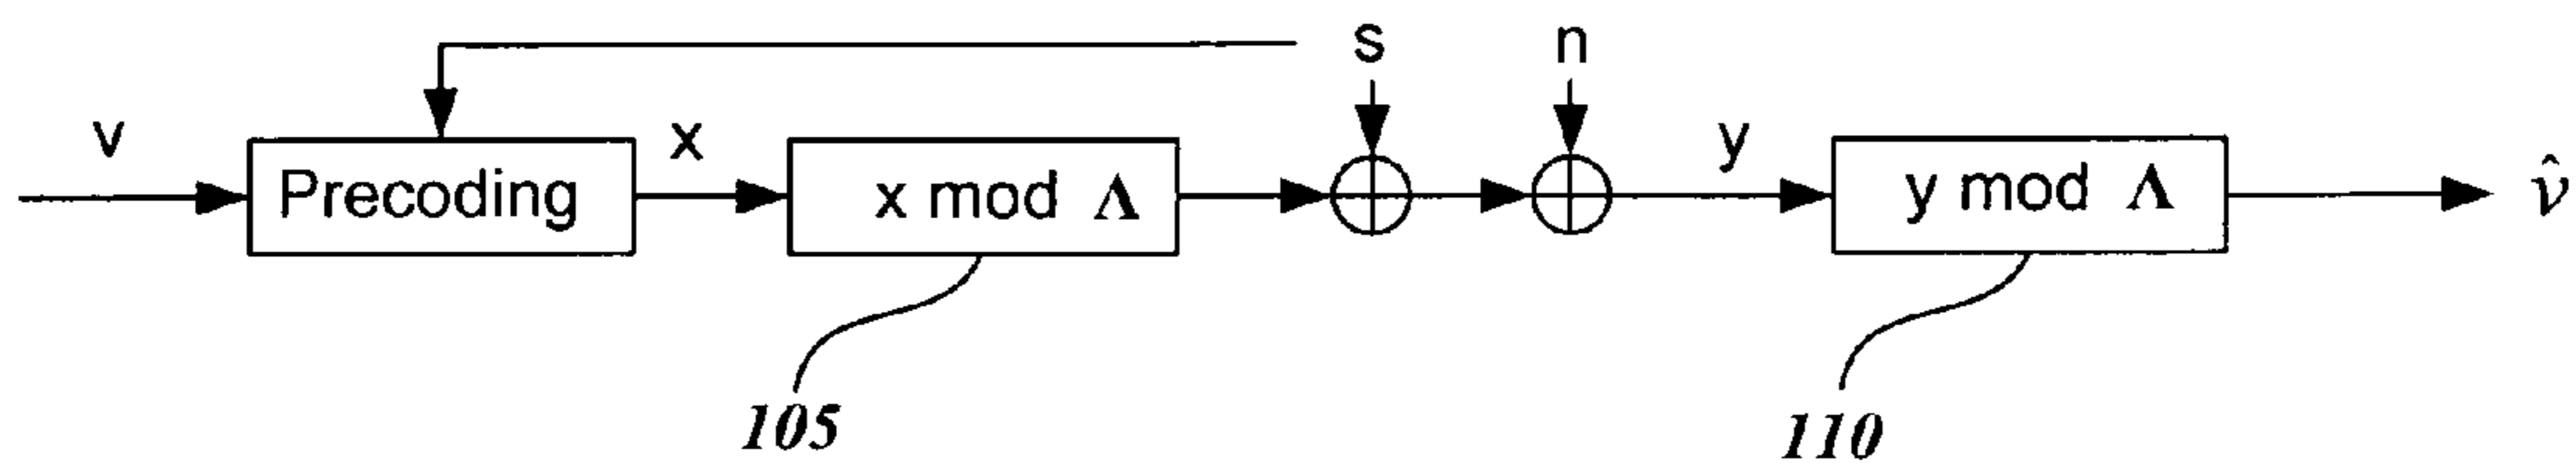 s n
v Precoding x x mod Λ y y mod Λ v̂
105 110